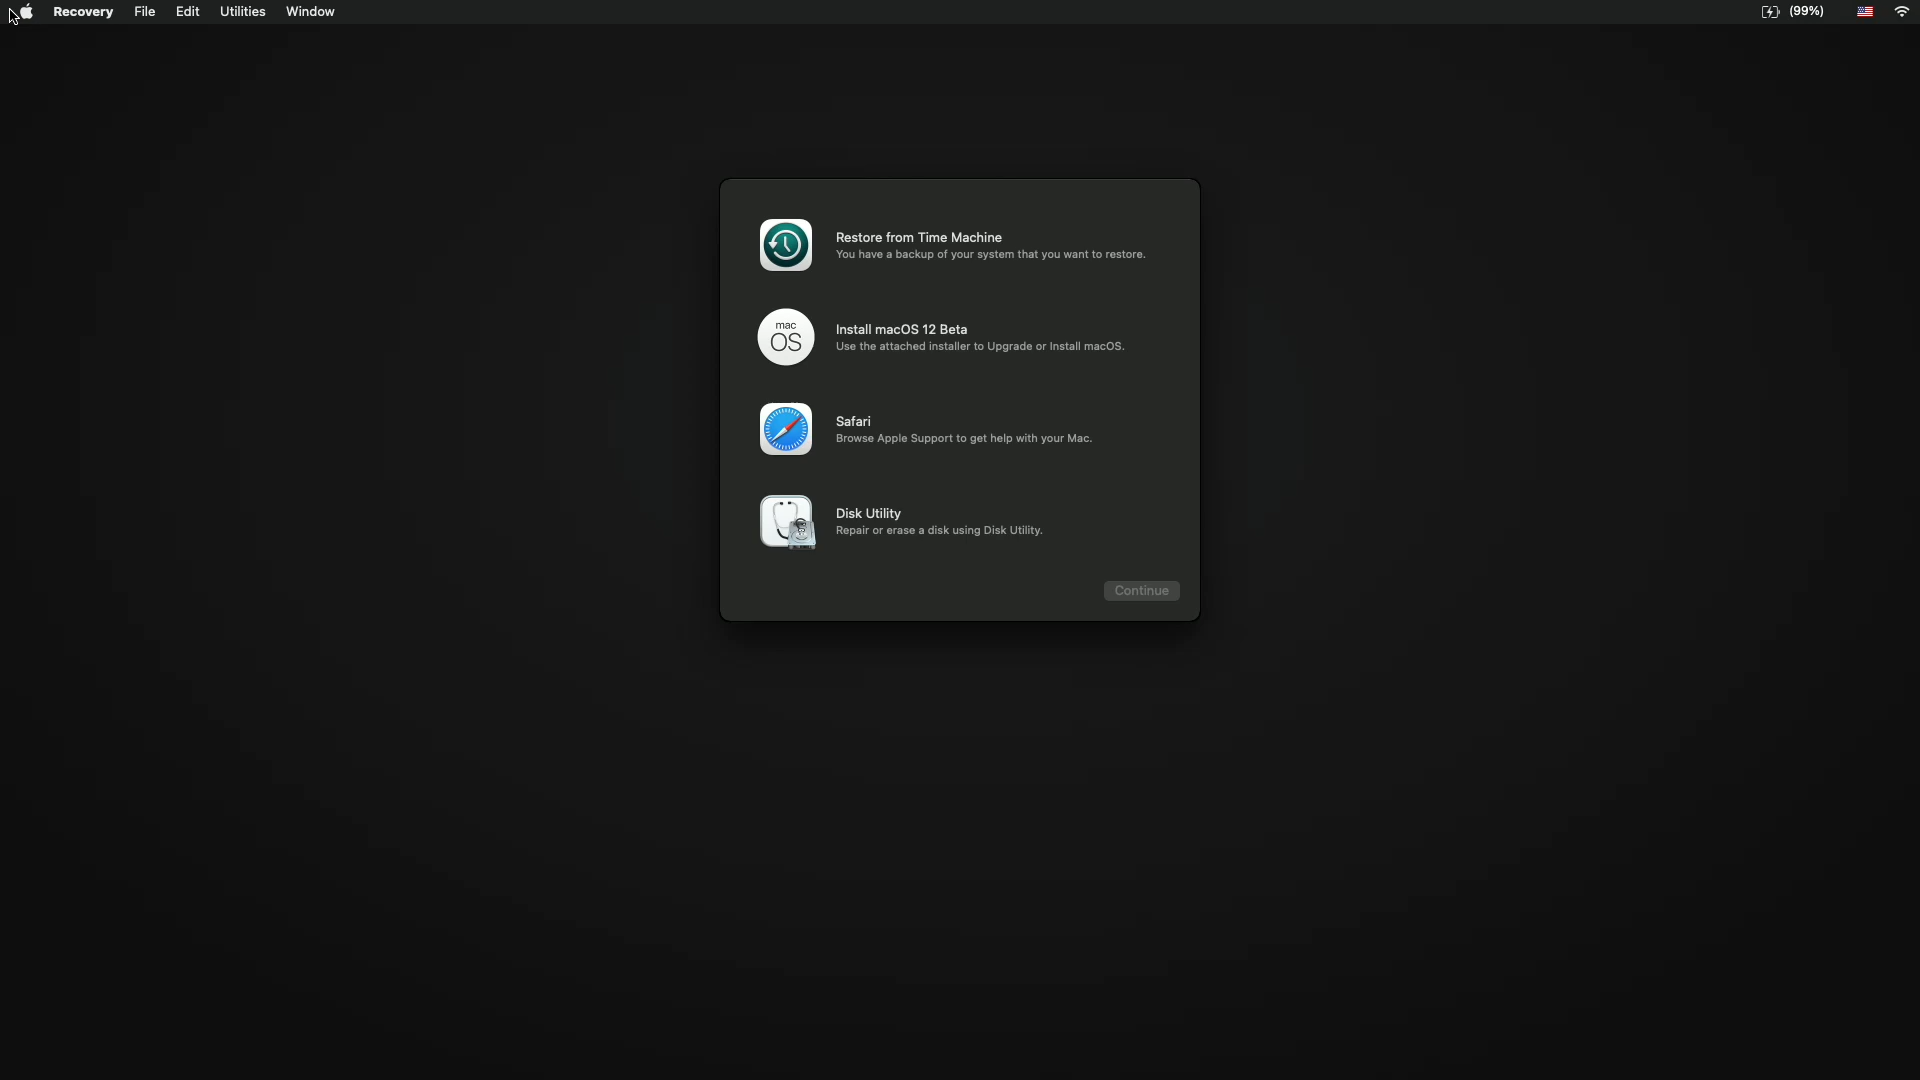 Recovery File Edit Utilities Window (99%)
Restore from Time Machine
You have a backup of your system that you want to restore.
mac
OS
Install macOS 12 Beta
Use the attached installer to Upgrade or Install macOS.
Safari
Browse Apple Support to get help with your Mac.
Disk Utility
Repair or erase a disk using Disk Utility.
Continue